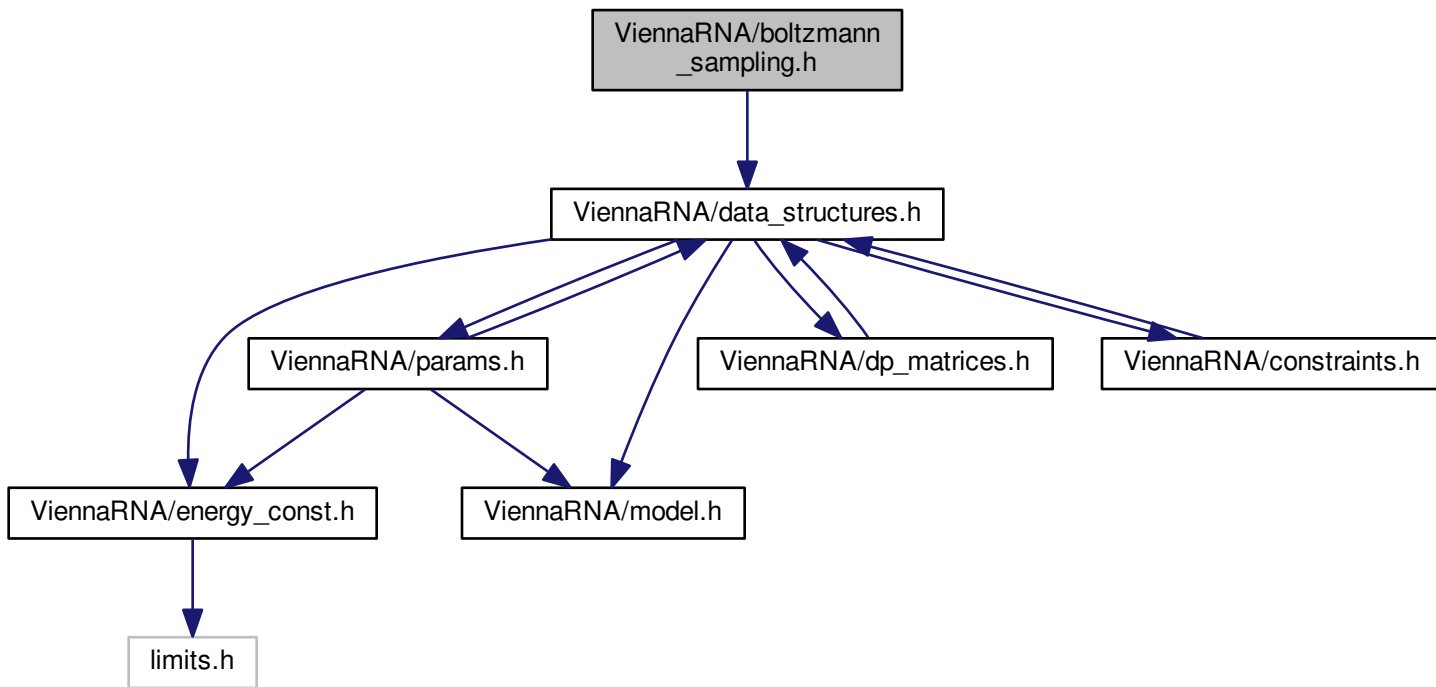 ViennaRNA/boltzmann
_sampling.h
ViennaRNA/data_structures.h
ViennaRNA/params.h
ViennaRNA/dp_matrices.h
ViennaRNA/constraints.h
ViennaRNA/energy_const.h
ViennaRNA/model.h
limits.h